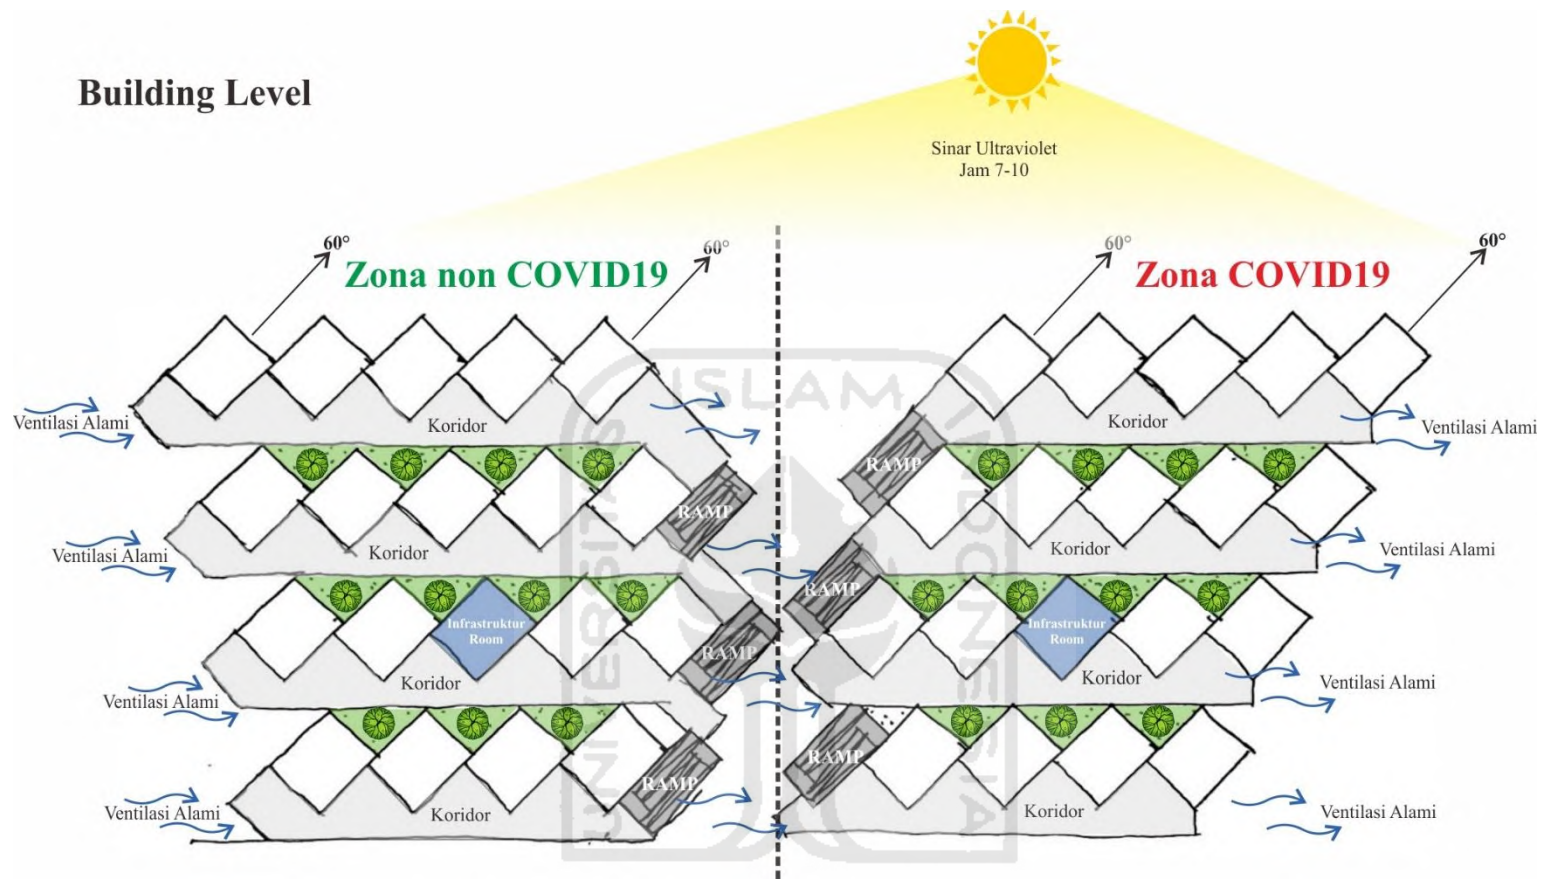 Building Level
Sinar Ultraviolet
Jam 7-10
60°
60°
60°
60°
Zona non COVID19
Zona COVID19
Ventilasi Alami
Koridor
Koridor
Ventilasi Alami
RAMP
RAMP
Ventilasi Alami
Koridor
Koridor
Ventilasi Alami
RAMP
Infrastruktur
Room
RAMP
Infrastruktur
Room
Ventilasi Alami
Koridor
Koridor
Ventilasi Alami
RAMP
RAMP
Ventilasi Alami
Koridor
Koridor
Ventilasi Alami
UNIVERSITAS
ISLAM
INDONESIA